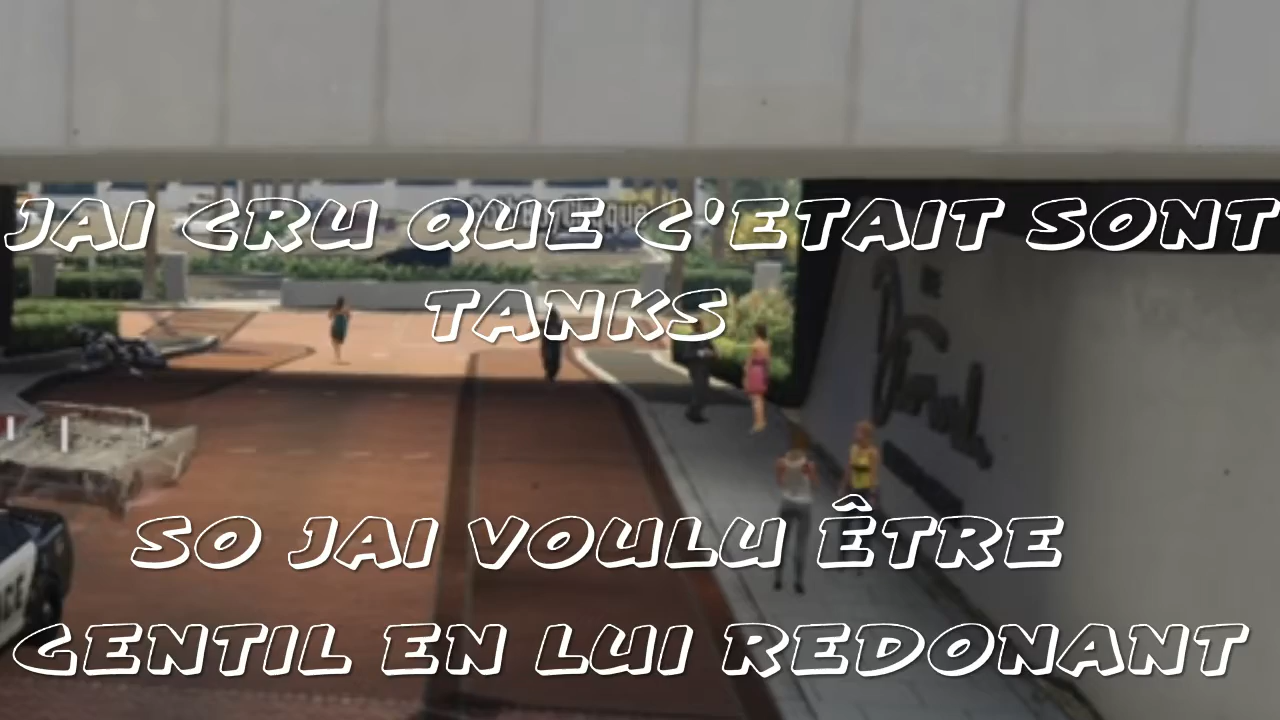 JAI CRU QUE C'ETAIT SONT
TANKS
SO JAI VOULU ÊTRE
GENTIL EN LUI REDONANT